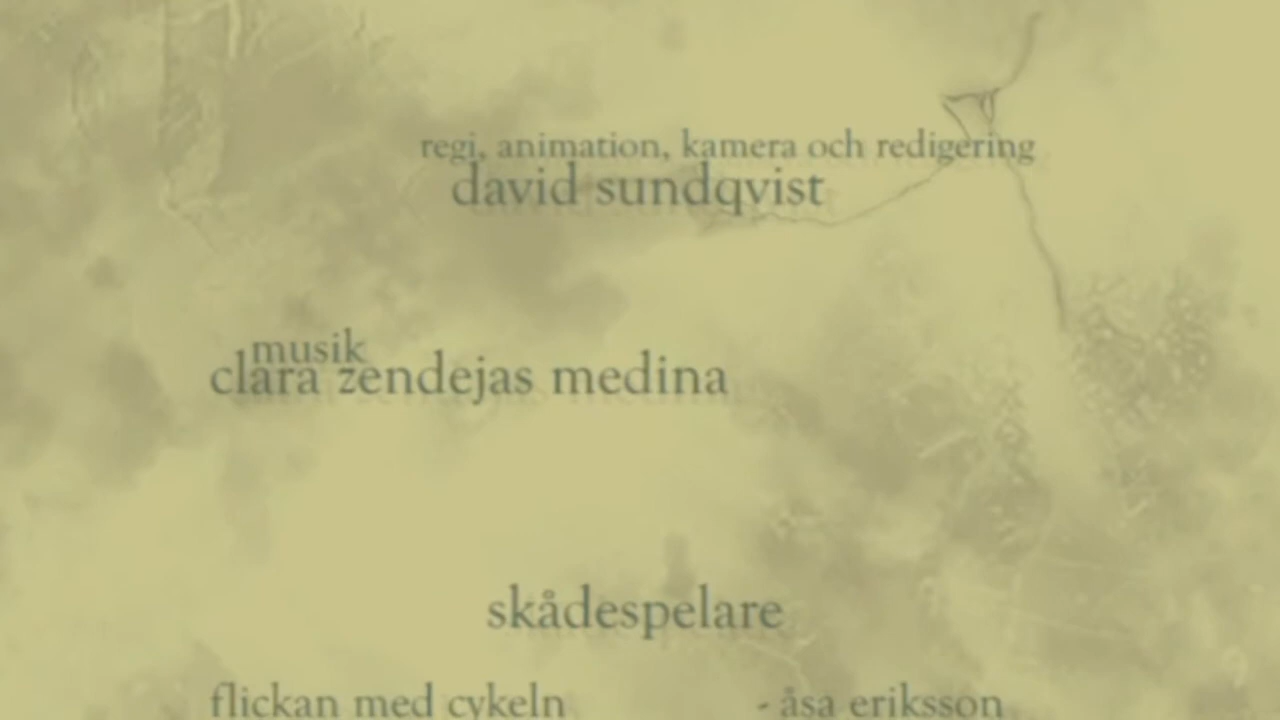 regi, animation, kamera och redigering
david sundqvist
musik
clara zendejas medina
skådespelare
flickan med cykeln - åsa eriksson